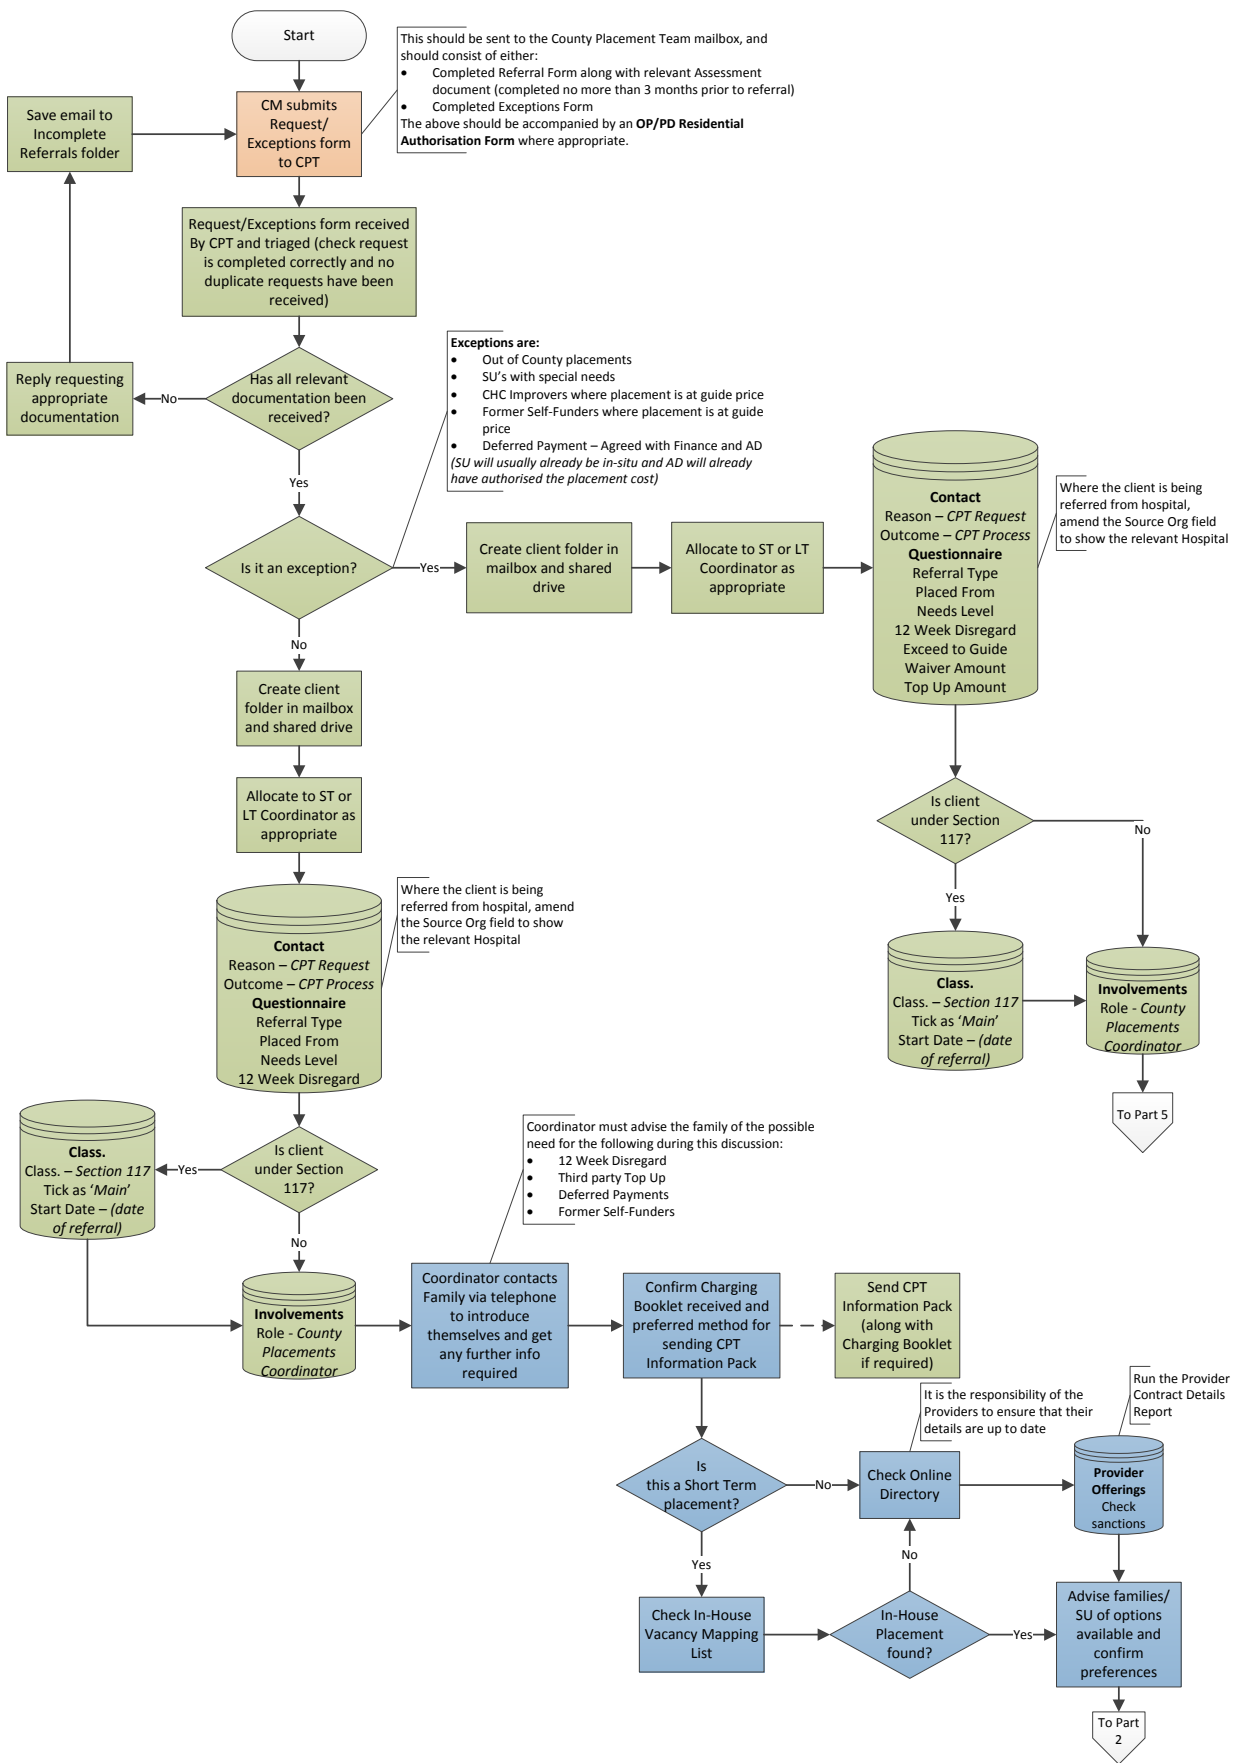 Start
This should be sent to the County Placement Team mailbox, and
should consist of either:
• Completed Referral Form along with relevant Assessment
document (completed no more than 3 months prior to referral)
• Completed Exceptions Form
The above should be accompanied by an OP/PD Residential
Authorisation Form where appropriate.
Save email to
Incomplete
Referrals folder
CM submits
Request/
Exceptions form
to CPT
Request/Exceptions form received
By CPT and triaged (check request
is completed correctly and no
duplicate requests have been
received)
Exceptions are:
• Out of County placements
• SU's with special needs
• CHC Improvers where placement is at guide price
• Former Self-Funders where placement is at guide
price
• Deferred Payment – Agreed with Finance and AD
(SU will usually already be in-situ and AD will already
have authorised the placement cost)
Reply requesting
appropriate
documentation
No
Has all relevant
documentation been
received?
Yes
Is it an exception?
Yes
Create client folder in
mailbox and shared
drive
Allocate to ST or LT
Coordinator as
appropriate
Contact
Reason – CPT Request
Outcome – CPT Process
Questionnaire
Referral Type
Placed From
Needs Level
12 Week Disregard
Exceed to Guide
Waiver Amount
Top Up Amount
Where the client is being
referred from hospital,
amend the Source Org field
to show the relevant Hospital
No
Create client
folder in mailbox
and shared drive
Allocate to ST or
LT Coordinator as
appropriate
Is client
under Section
117?
No
Yes
Where the client is being
referred from hospital, amend
the Source Org field to show
the relevant Hospital
Contact
Reason – CPT Request
Outcome – CPT Process
Questionnaire
Referral Type
Placed From
Needs Level
12 Week Disregard
Class.
Class. – Section 117
Tick as 'Main'
Start Date – (date
of referral)
Involvements
Role - County
Placements
Coordinator
To Part 5
Class.
Class. – Section 117
Tick as 'Main'
Start Date – (date
of referral)
Yes
Is client
under Section
117?
No
Coordinator must advise the family of the possible
need for the following during this discussion:
• 12 Week Disregard
• Third party Top Up
• Deferred Payments
• Former Self-Funders
Involvements
Role - County
Placements
Coordinator
Coordinator contacts
Family via telephone
to introduce
themselves and get
any further info
required
Confirm Charging
Booklet received and
preferred method for
sending CPT
Information Pack
Send CPT
Information Pack
(along with
Charging Booklet
if required)
It is the responsibility of the
Providers to ensure that their
details are up to date
Run the Provider
Contract Details
Report
Is
this a Short Term
placement?
No
Check Online
Directory
Provider
Offerings
Check
sanctions
Yes
No
Check In-House
Vacancy Mapping
List
In-House
Placement
found?
Yes
Advise families/
SU of options
available and
confirm
preferences
To Part
2